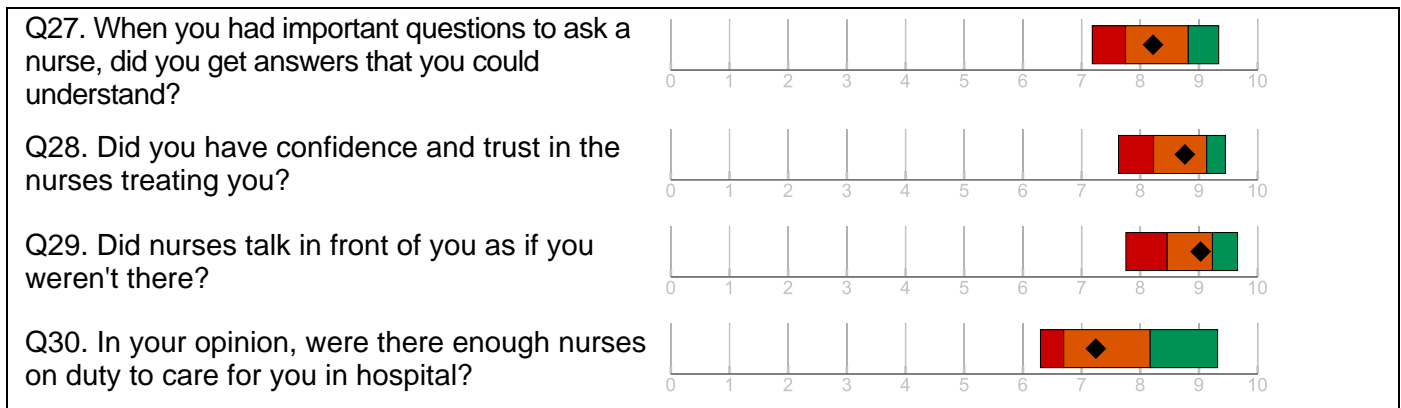 Q27. When you had important questions to ask a
nurse, did you get answers that you could
understand?
0 1 2 3 4 5 6 7 8 9 10
Q28. Did you have confidence and trust in the
nurses treating you?
0 1 2 3 4 5 6 7 8 9 10
Q29. Did nurses talk in front of you as if you
weren't there?
0 1 2 3 4 5 6 7 8 9 10
Q30. In your opinion, were there enough nurses
on duty to care for you in hospital?
0 1 2 3 4 5 6 7 8 9 10